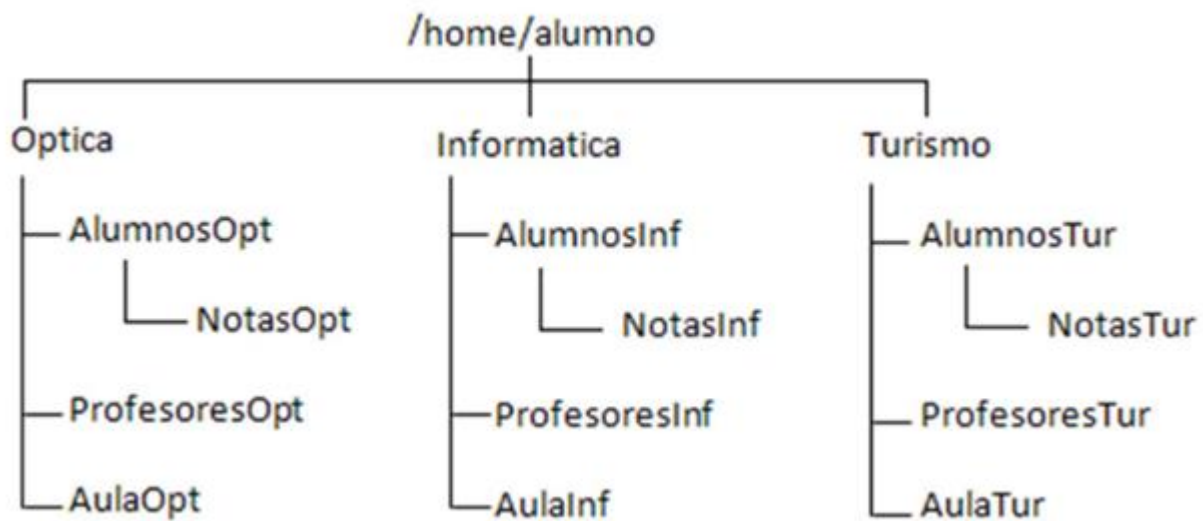 /home/alumno
Optica
Informatica
Turismo
AlumnosOpt
AlumnosInf
AlumnosTur
NotasOpt
NotasInf
NotasTur
ProfesoresOpt
ProfesoresInf
ProfesoresTur
AulaOpt
AulaInf
AulaTur